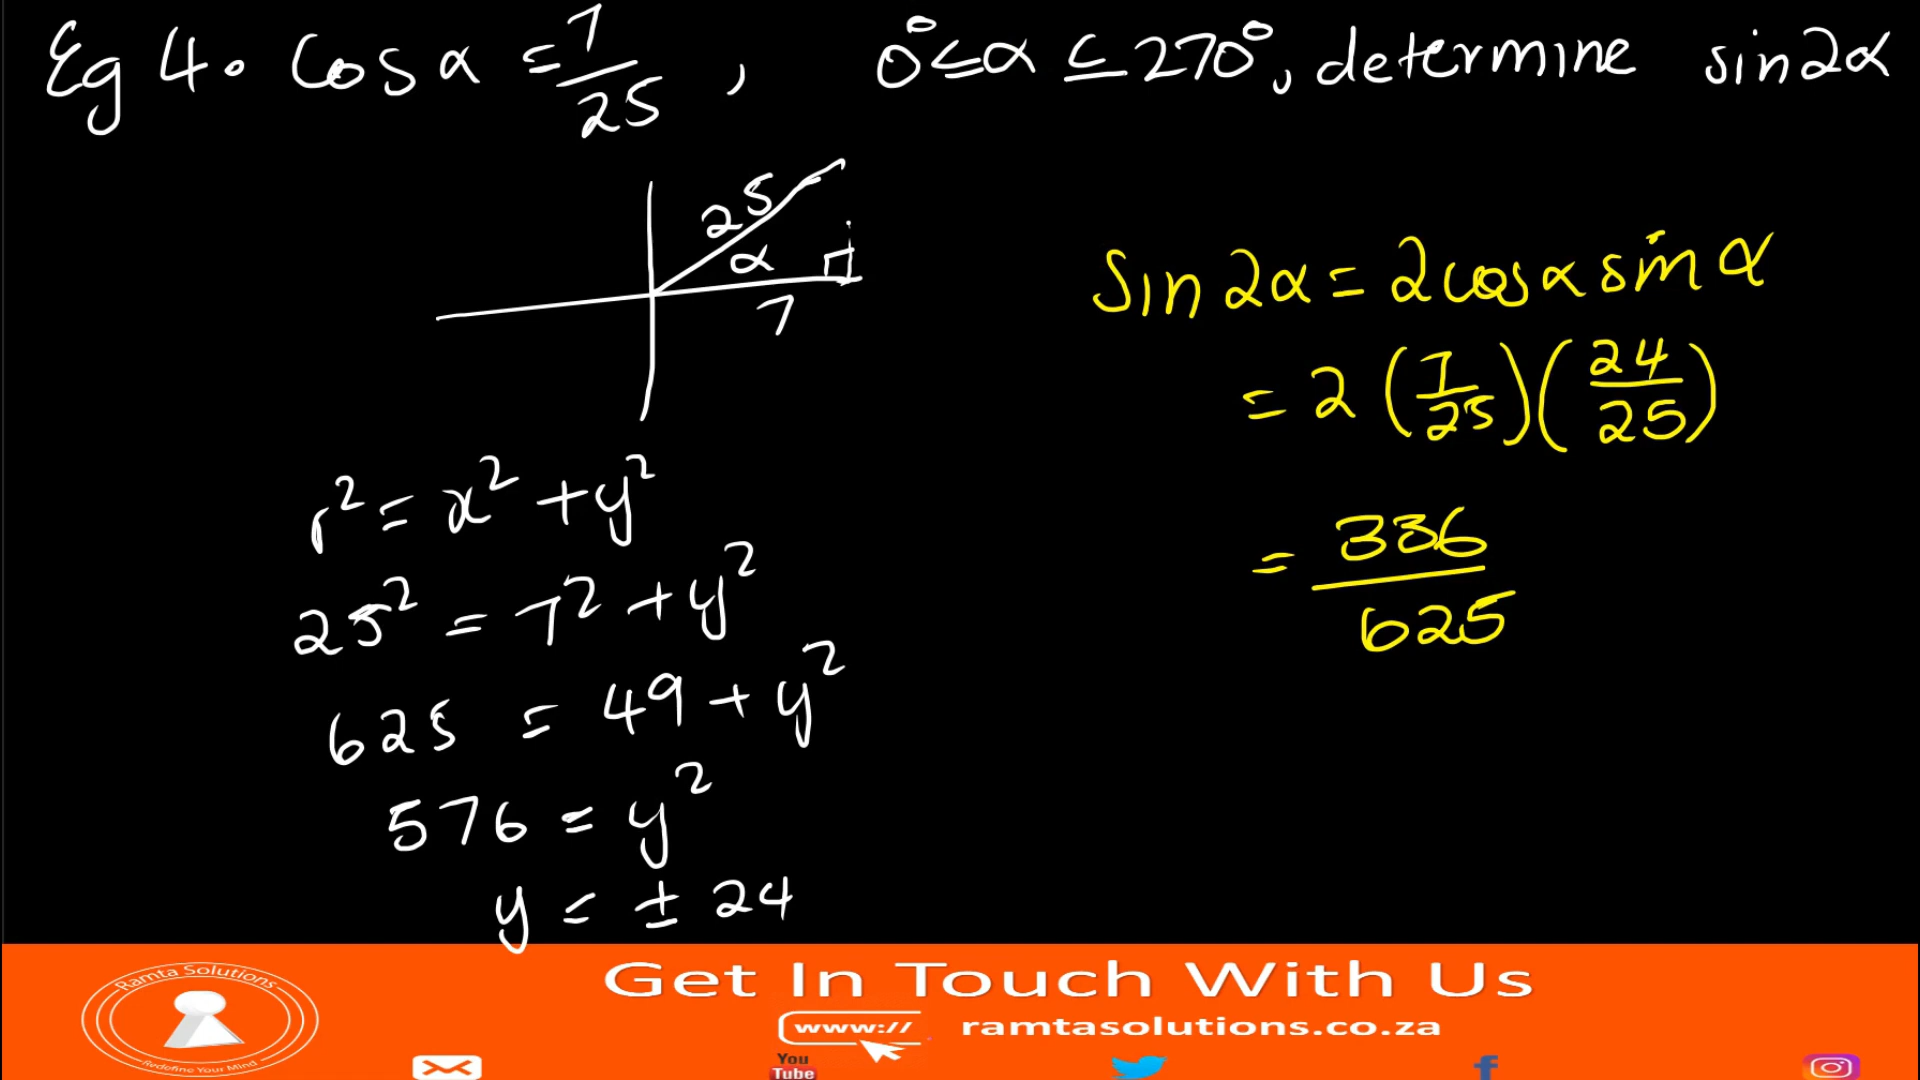 Eg 4. Cos α = 7/25 , 0° ≤ α ≤ 270°, determine sin2α
25
α
7
r² = x² + y²
25² = 7² + y²
625 = 49 + y²
576 = y²
y = ± 24
Sin 2α = 2 cosα sin α
= 2 (7/25)(24/25)
= 336/625
Get In Touch With Us
www:// ramtasolutions.co.za
Ramta Solutions
Redefine Your Mind
You
Tube